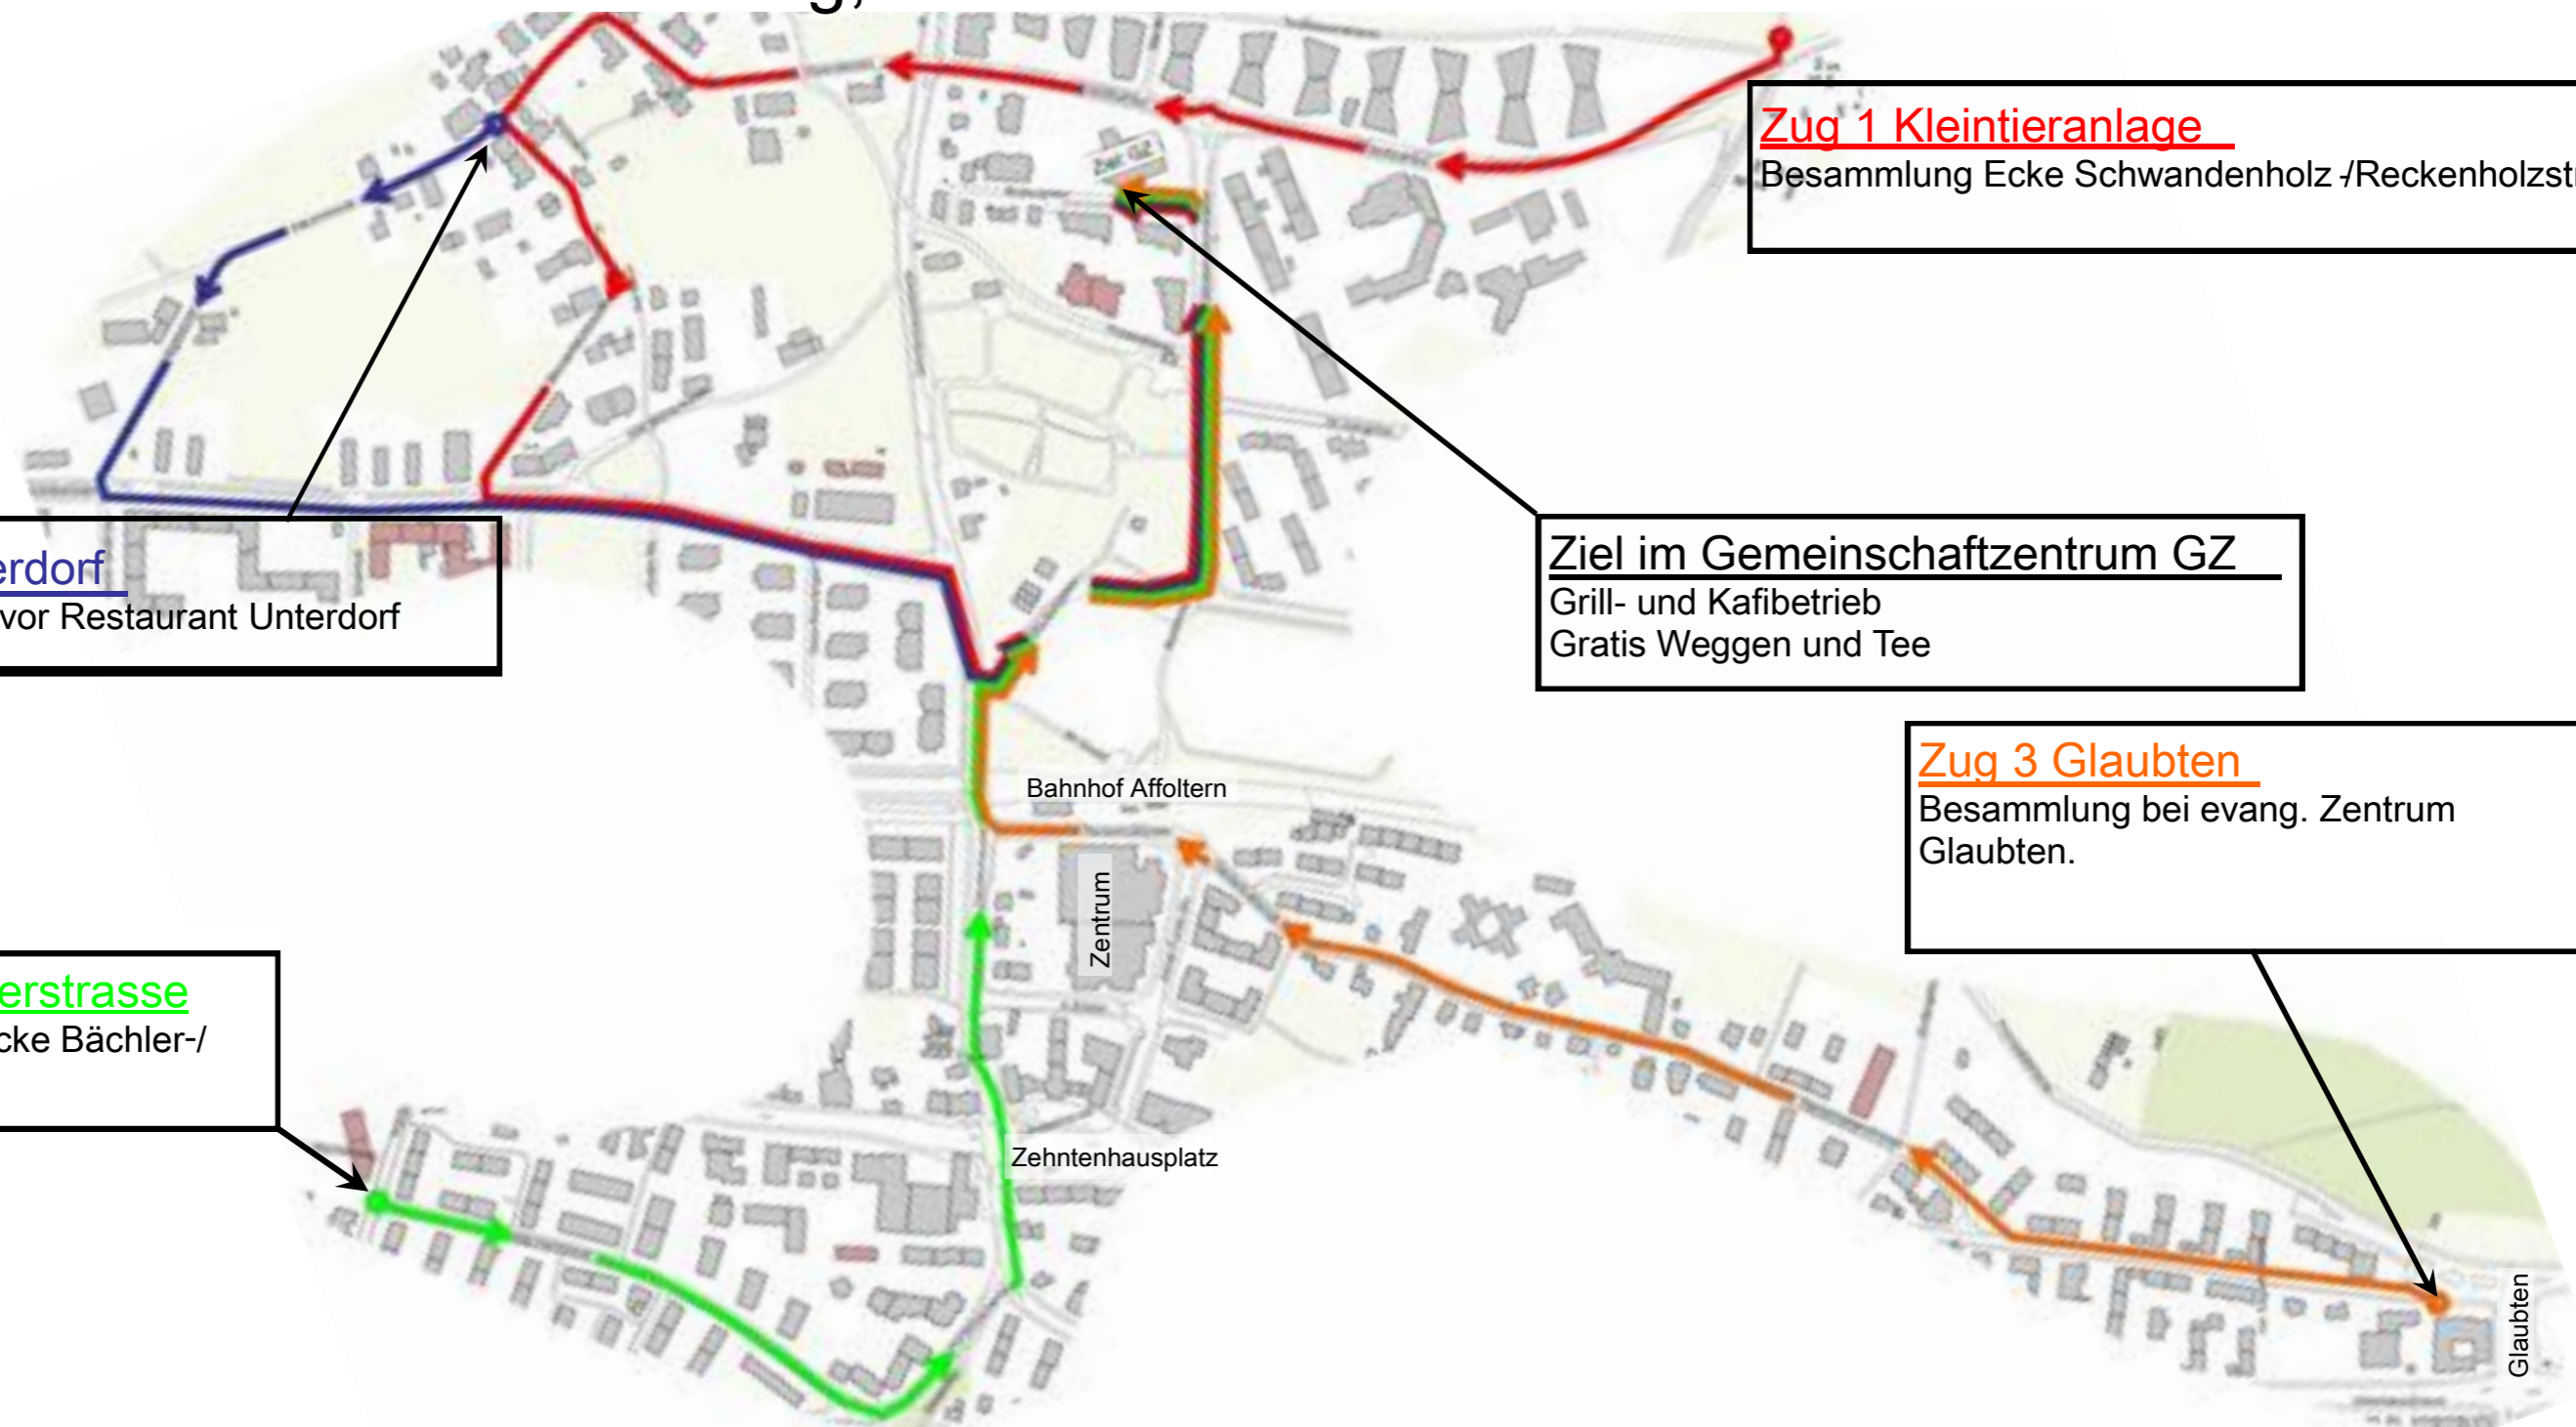 Zug 1 Kleintieranlage
Besammlung Ecke Schwandenholz-/Reckenholzst
Ziel GZ
erdorf
vor Restaurant Unterdorf
Ziel im Gemeinschaftzentrum GZ
Grill- und Kafibetrieb
Gratis Weggen und Tee
Zug 3 Glaubten
Besammlung bei evang. Zentrum
Glaubten.
Bahnhof Affoltern
Zentrum
erstrasse
cke Bächler-/
Zehntenhausplatz
Glaubten